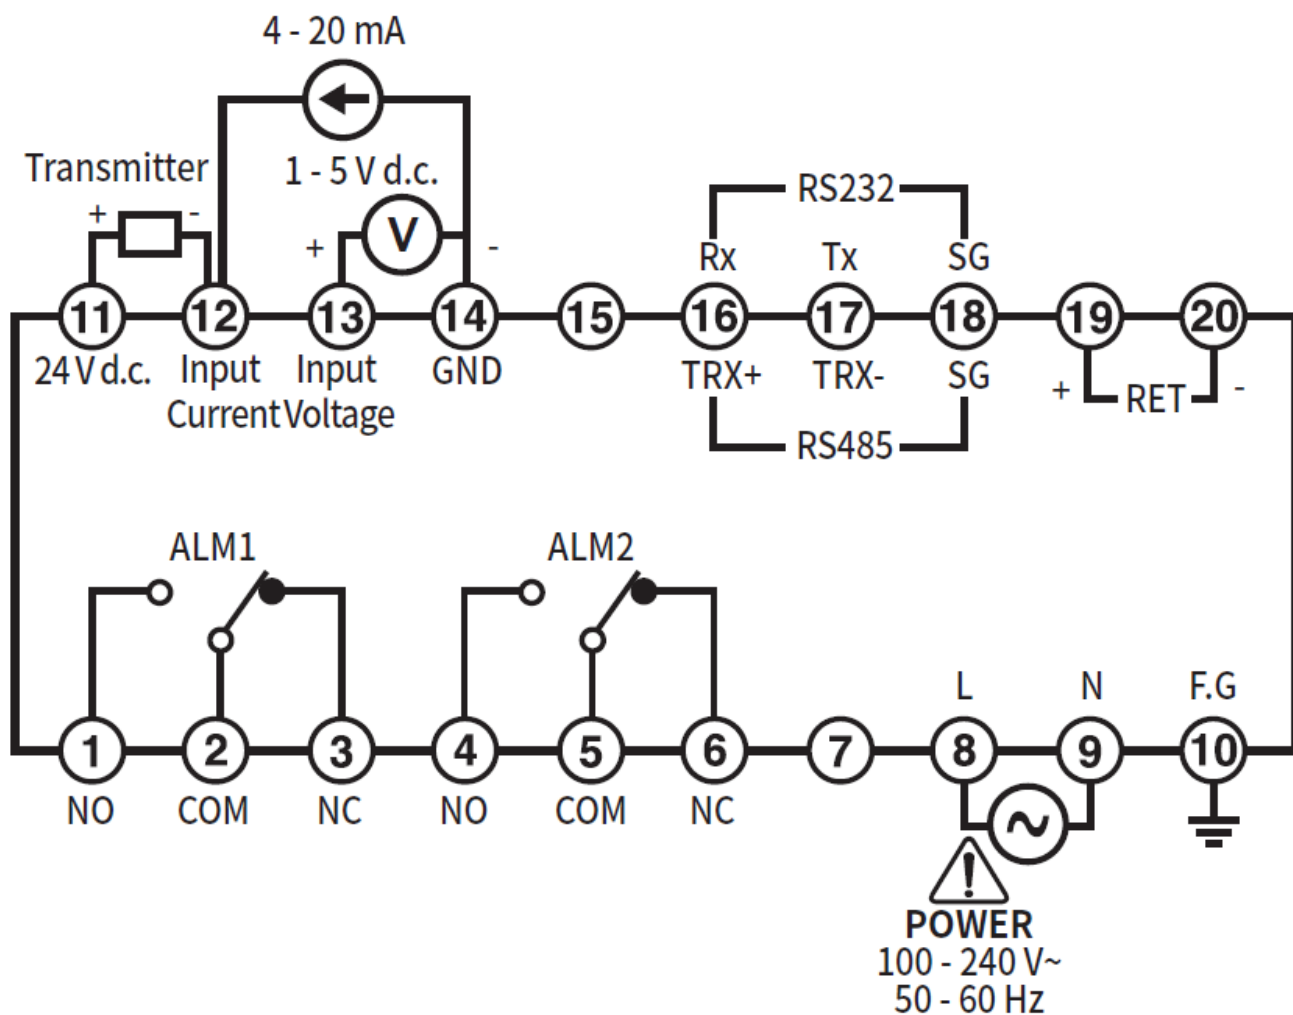 4 - 20 mA
Transmitter
1 - 5 V d.c.
+ -
V
+ -
RS232
Rx Tx SG
11 12 13 14 15 16 17 18 19 20
24 V d.c. Input Input GND TRX+ TRX- SG
Current Voltage
+ RET -
RS485
ALM1 ALM2
L N F.G
1 2 3 4 5 6 7 8 9 10
NO COM NC NO COM NC
~
!
POWER
100 - 240 V~
50 - 60 Hz